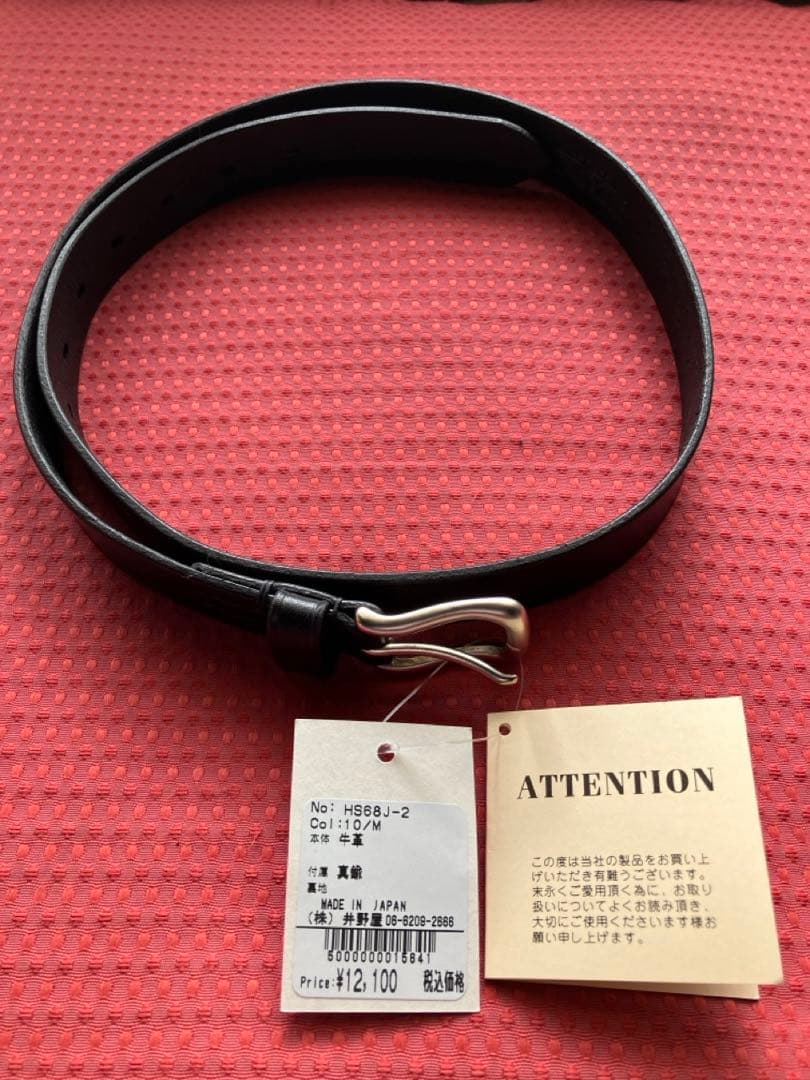 No: HS68J-2
Col:10/M
本体 牛革
付属 真鍮
裏地
MADE IN JAPAN
(株) 井野屋 06-6209-2666
5000000015841
Price:¥12,100 税込価格
ATTENTION
この度は当社の製品をお買い上
げいただき有難うございます。
末永くご愛用頂く為に、お取り
扱いについてよくお読み頂き、
大切にご使用くださいます様お
願い申し上げます。